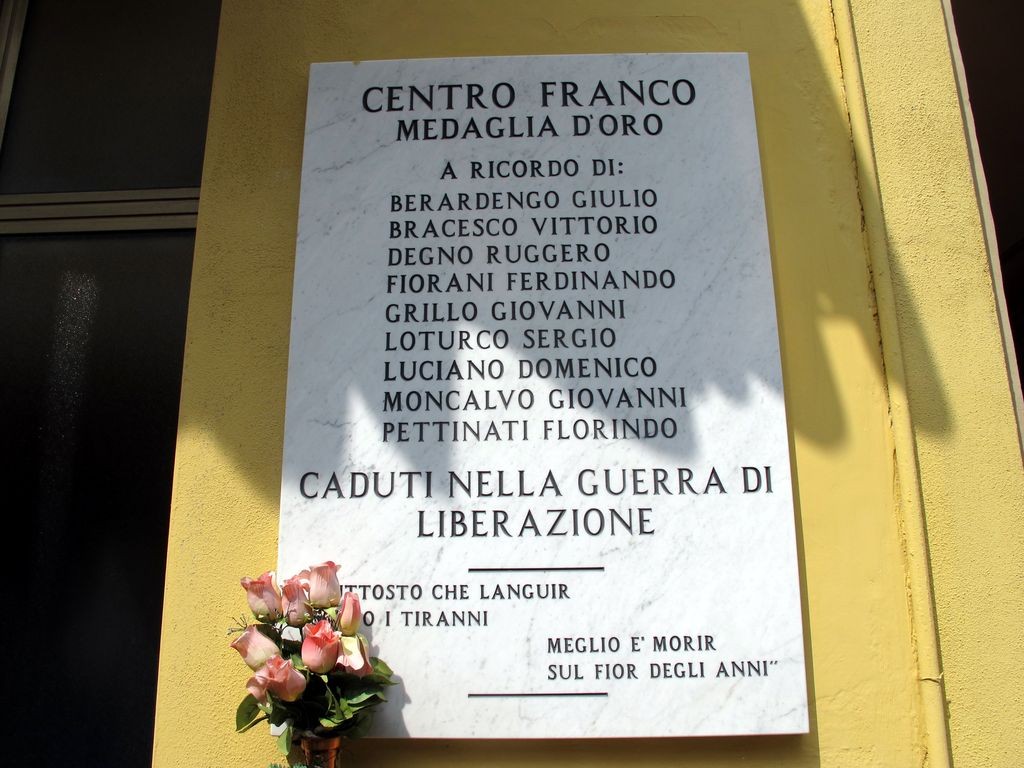 CENTRO FRANCO
MEDAGLIA D'ORO
A RICORDO DI:
BERARDENGO GIULIO
BRACESCO VITTORIO
DEGNO RUGGERO
FIORANI FERDINANDO
GRILLO GIOVANNI
LOTURCO SERGIO
LUCIANO DOMENICO
MONCALVO GIOVANNI
PETTINATI FLORINDO
CADUTI NELLA GUERRA DI
LIBERAZIONE
CHE LANGUIR
I TIRANNI
MEGLIO E' MORIR
SUL FIOR DEGLI ANNI"